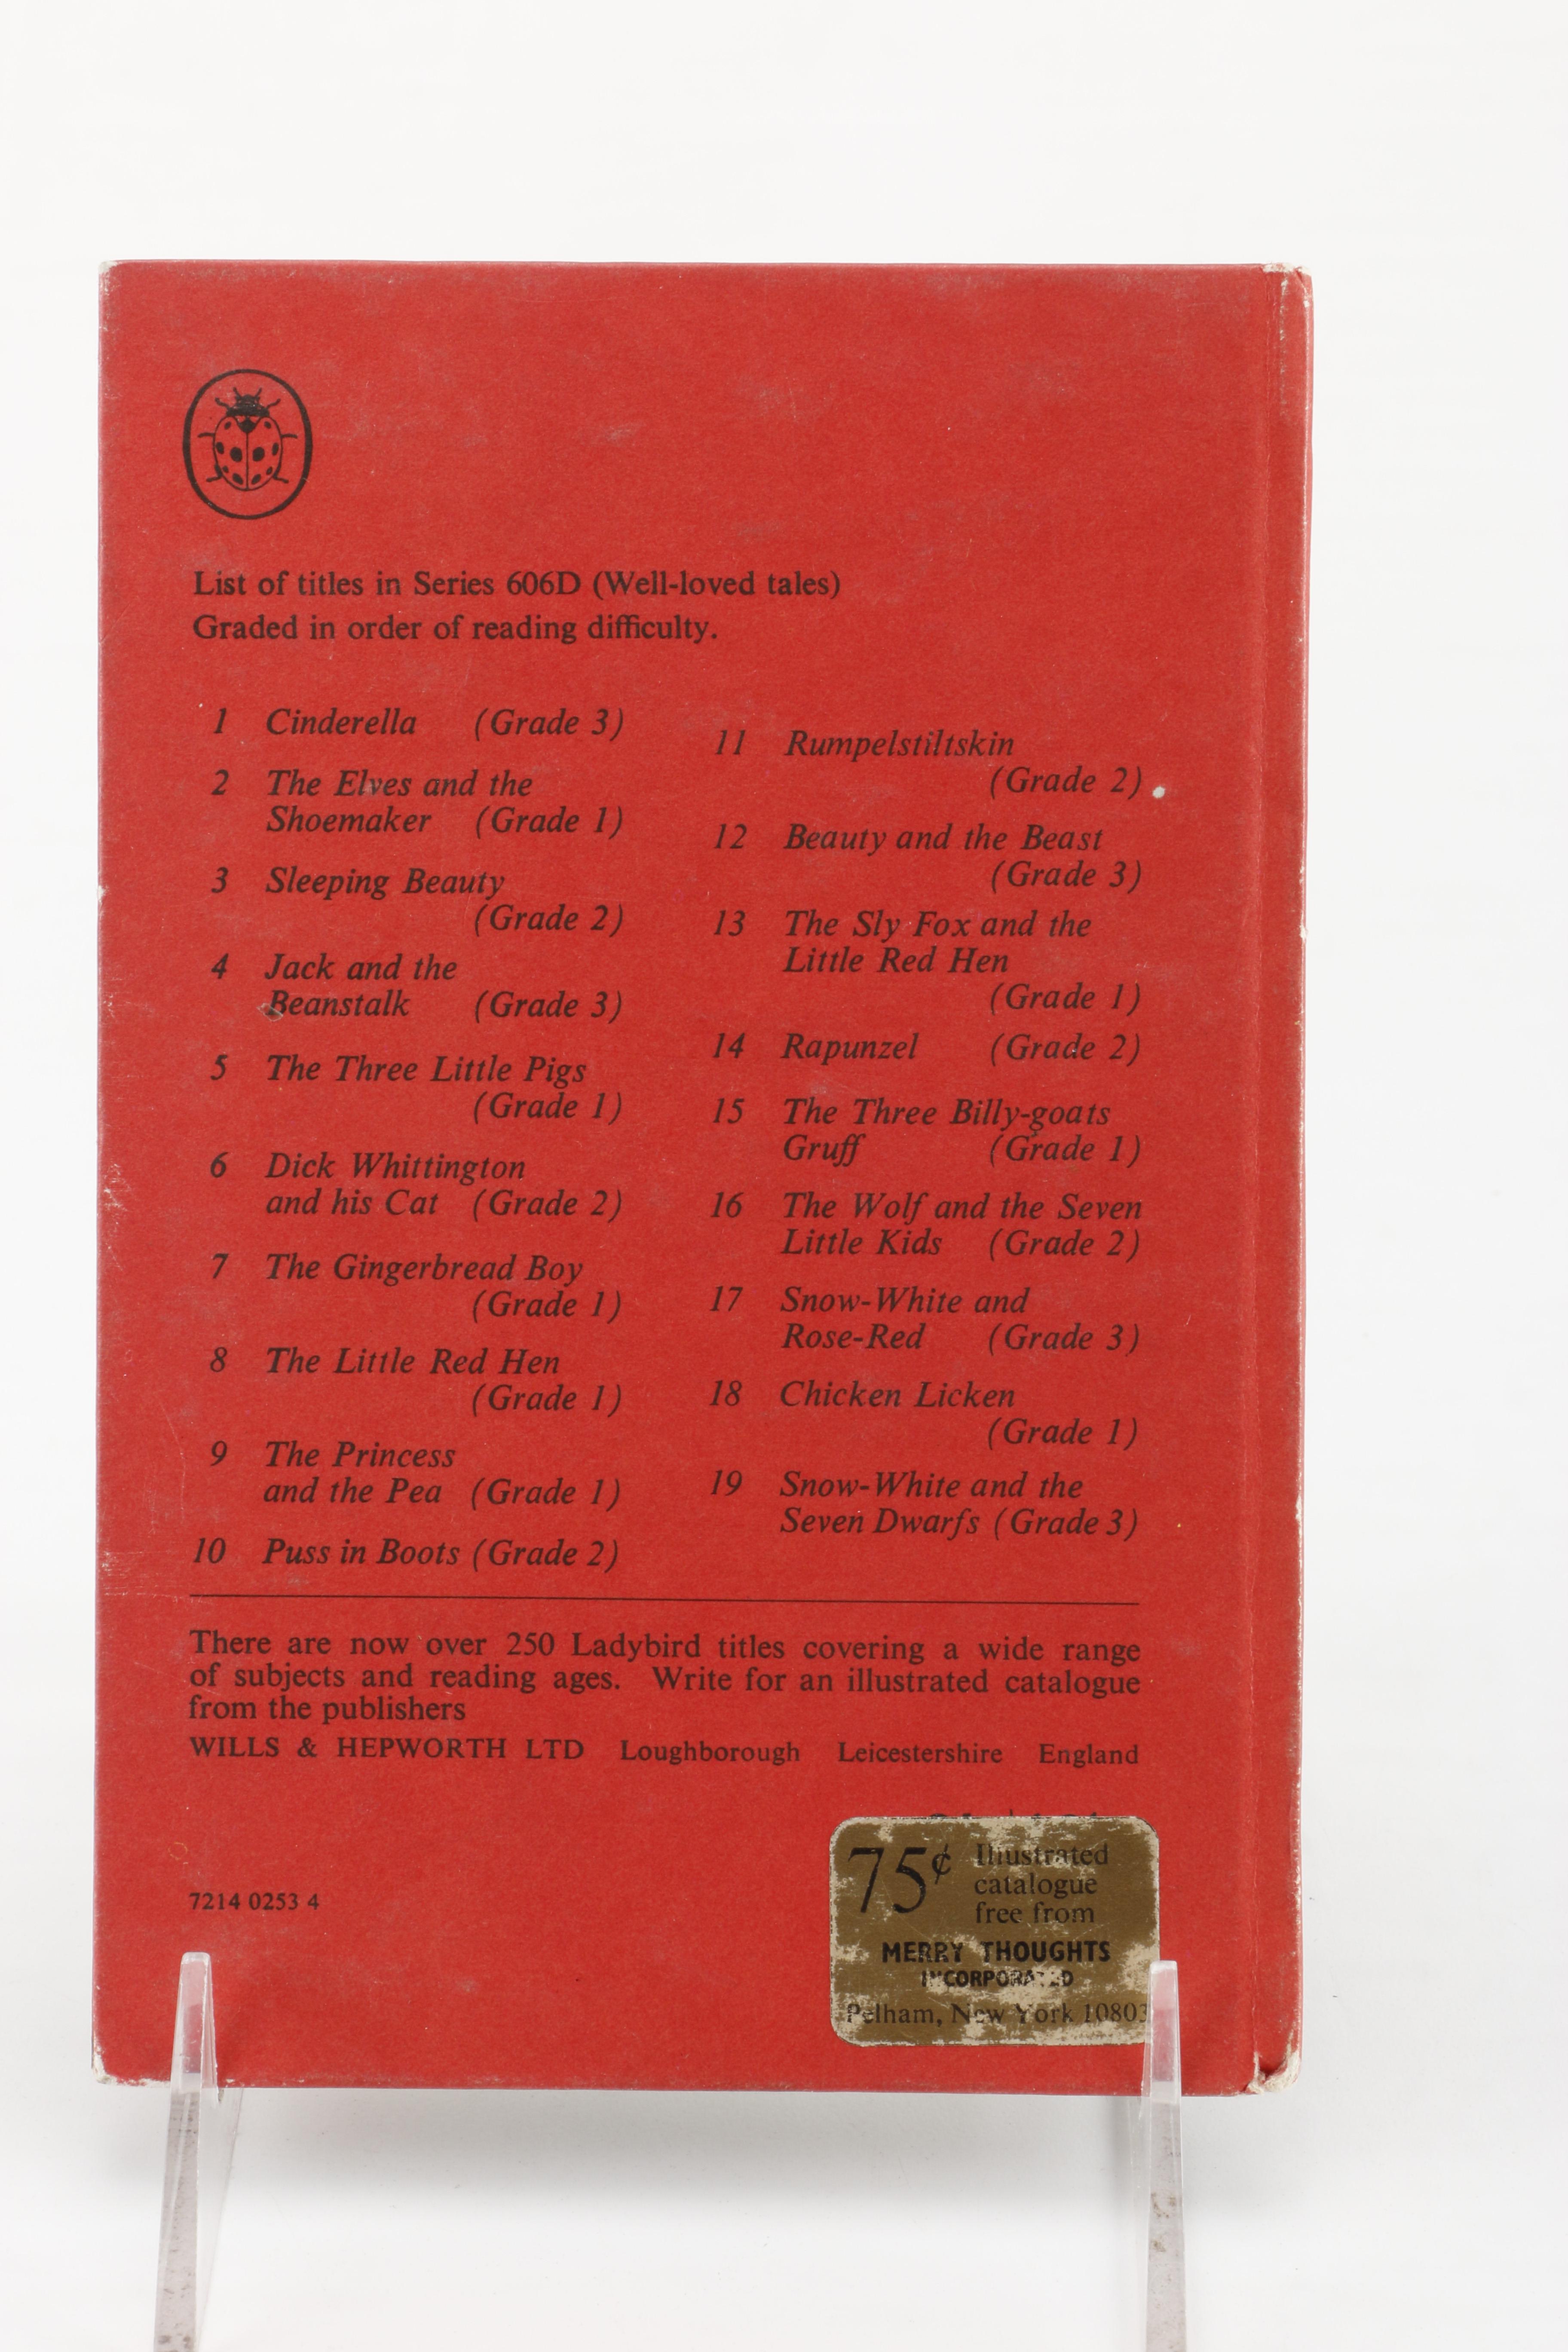 List of titles in Series 606D (Well-loved tales)
Graded in order of reading difficulty.
1 Cinderella (Grade 3)
2 The Elves and the
Shoemaker (Grade 1)
3 Sleeping Beauty
(Grade 2)
4 Jack and the
Beanstalk (Grade 3)
5 The Three Little Pigs
(Grade 1)
6 Dick Whittington
and his Cat (Grade 2)
7 The Gingerbread Boy
(Grade 1)
8 The Little Red Hen
(Grade 1)
9 The Princess
and the Pea (Grade 1)
10 Puss in Boots (Grade 2)
11 Rumpelstiltskin
(Grade 2)
12 Beauty and the Beast
(Grade 3)
13 The Sly Fox and the
Little Red Hen
(Grade 1)
14 Rapunzel (Grade 2)
15 The Three Billy-goats
Gruff (Grade 1)
16 The Wolf and the Seven
Little Kids (Grade 2)
17 Snow-White and
Rose-Red (Grade 3)
18 Chicken Licken
(Grade 1)
19 Snow-White and the
Seven Dwarfs (Grade 3)
There are now over 250 Ladybird titles covering a wide range
of subjects and reading ages. Write for an illustrated catalogue
from the publishers
WILLS & HEPWORTH LTD Loughborough Leicestershire England
7214 0253 4
75¢ Illustrated
catalogue
free from
MERRY THOUGHTS
INCORPORATED
Pelham, New York 10803